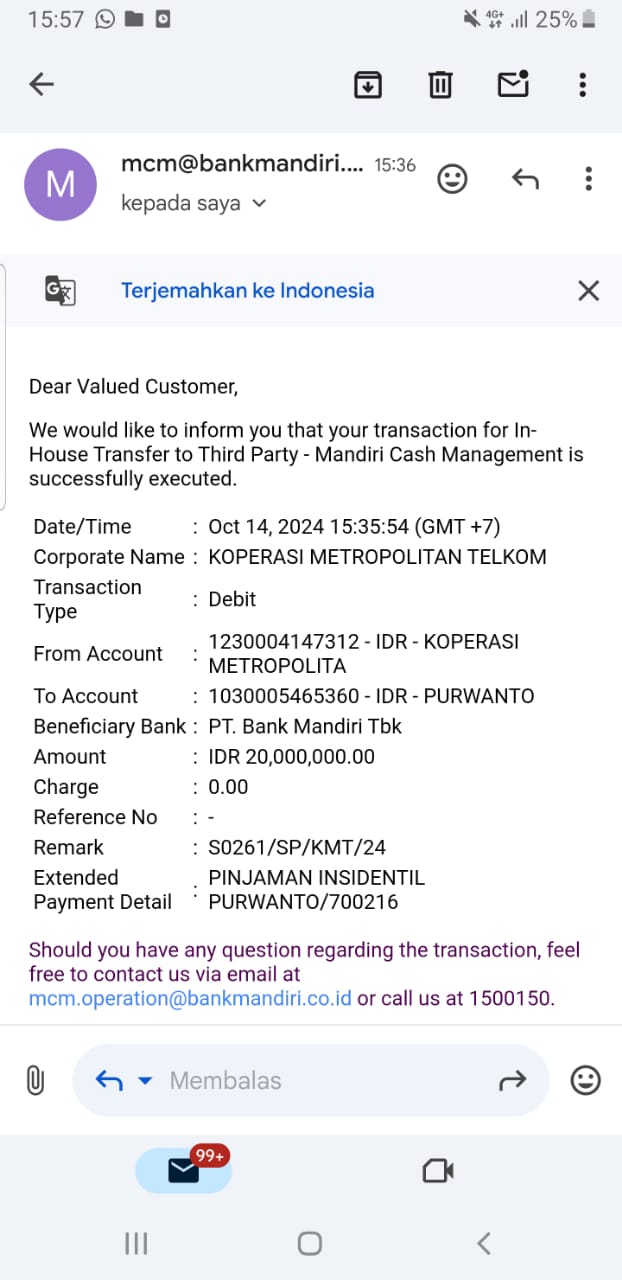 15:57
4G+
25%
M
mcm@bankmandiri.... 15:36
kepada saya
Terjemahkan ke Indonesia
Dear Valued Customer,
We would like to inform you that your transaction for In-
House Transfer to Third Party - Mandiri Cash Management is
successfully executed.
Date/Time : Oct 14, 2024 15:35:54 (GMT +7)
Corporate Name : KOPERASI METROPOLITAN TELKOM
Transaction
Type : Debit
From Account : 1230004147312 - IDR - KOPERASI
METROPOLITA
To Account : 1030005465360 - IDR - PURWANTO
Beneficiary Bank : PT. Bank Mandiri Tbk
Amount : IDR 20,000,000.00
Charge : 0.00
Reference No : -
Remark : S0261/SP/KMT/24
Extended
Payment Detail : PINJAMAN INSIDENTIL
PURWANTO/700216
Should you have any question regarding the transaction, feel
free to contact us via email at
mcm.operation@bankmandiri.co.id or call us at 1500150.
Membalas
99+